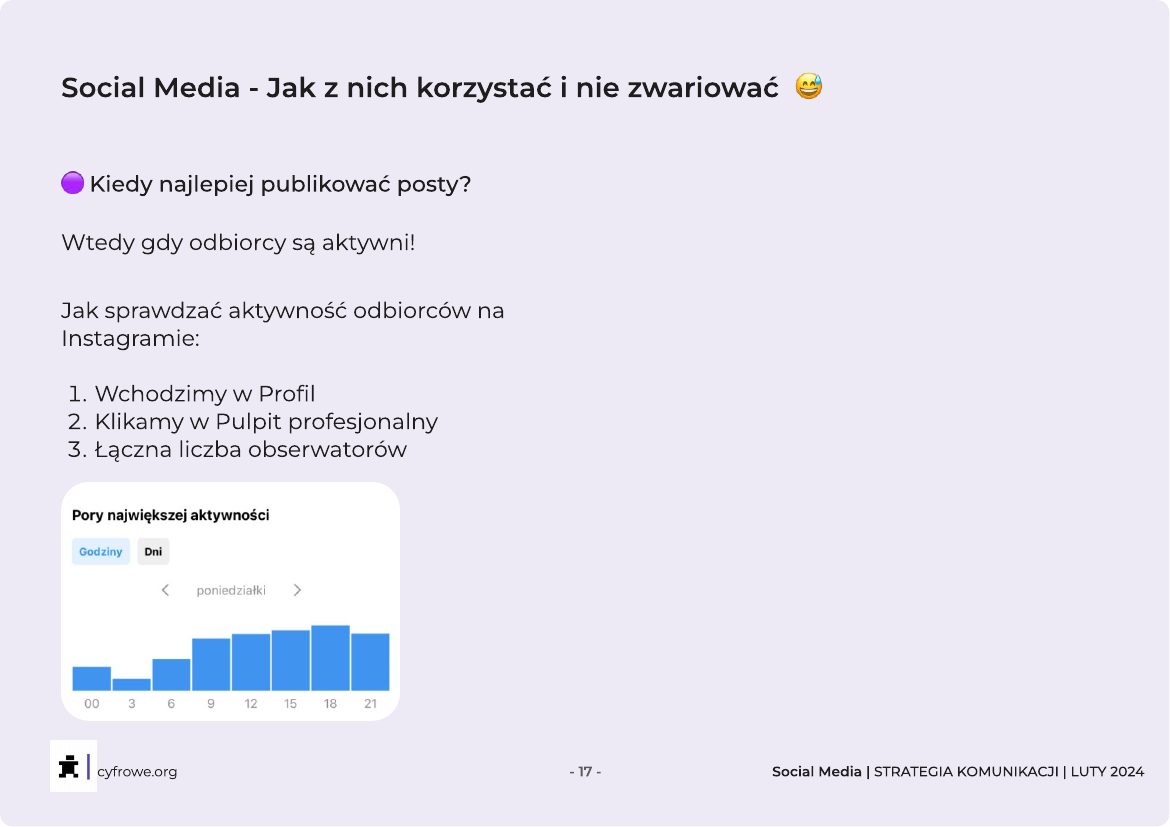 Social Media - Jak z nich korzystać i nie zwariować 😅
🟣 Kiedy najlepiej publikować posty?
Wtedy gdy odbiorcy są aktywni!
Jak sprawdzać aktywność odbiorców na
Instagramie:
1. Wchodzimy w Profil
2. Klikamy w Pulpit profesjonalny
3. Łączna liczba obserwatorów
Pory największej aktywności
Godziny Dni
poniedziałki
00 3 6 9 12 15 18 21
cyfrowe.org
- 17 -
Social Media | STRATEGIA KOMUNIKACJI | LUTY 2024